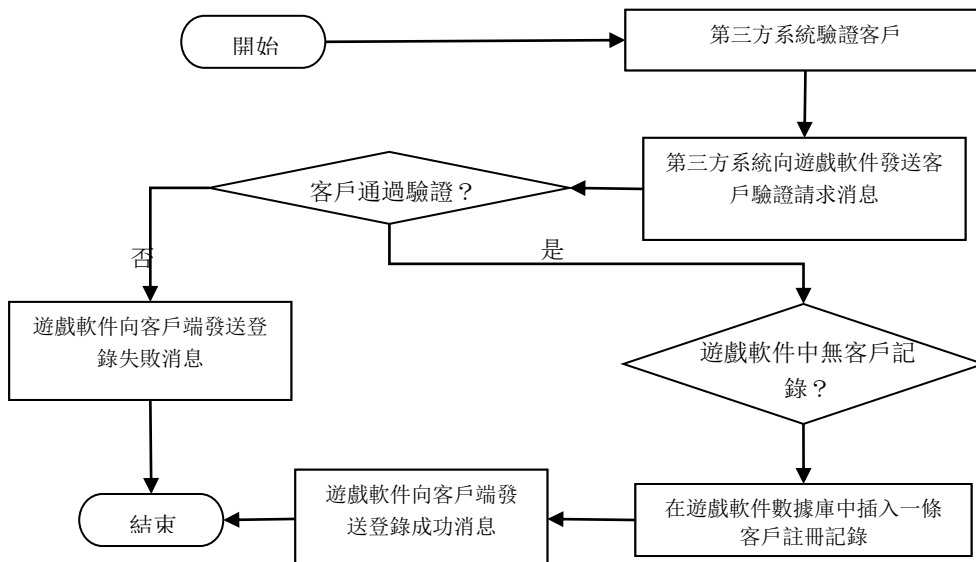 開始
第三方系統驗證客戶
第三方系統向遊戲軟件發送客
戶驗證請求消息
客戶通過驗證？
否
是
遊戲軟件向客戶端發送登
錄失敗消息
遊戲軟件中無客戶記
錄？
在遊戲軟件數據庫中插入一條
客戶註冊記錄
遊戲軟件向客戶端發
送登錄成功消息
結束